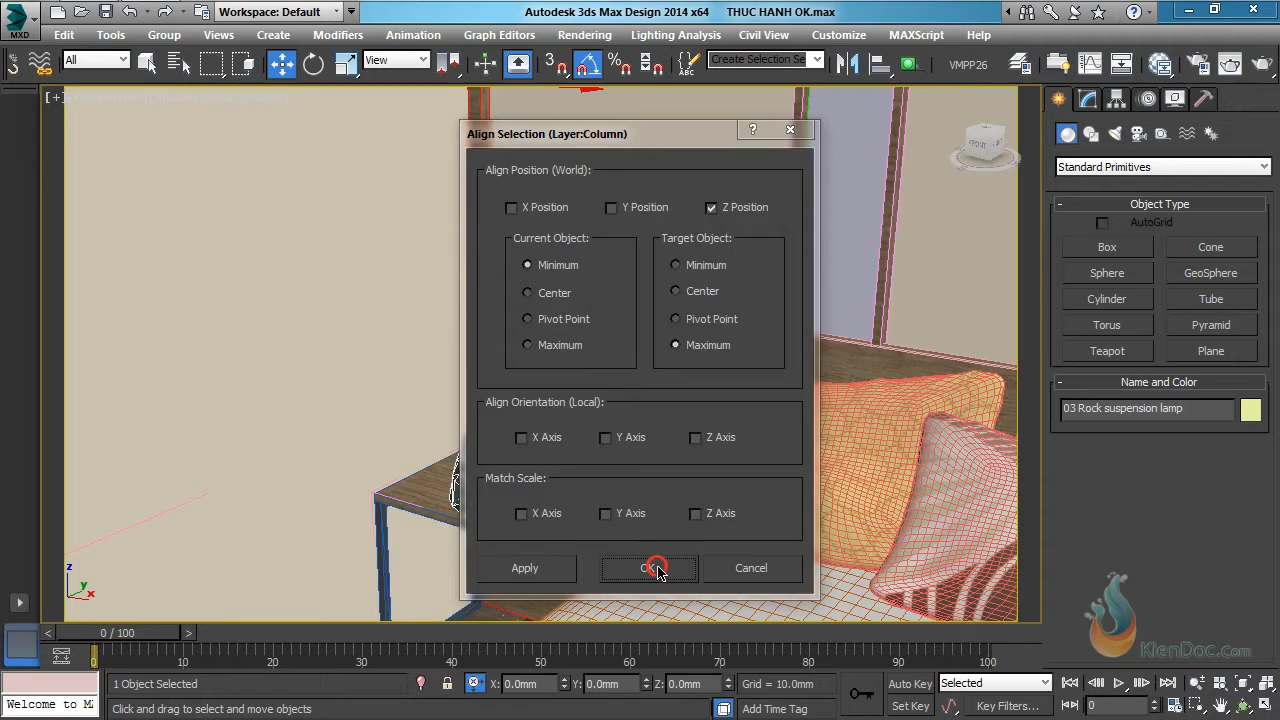 Workspace: Default
Autodesk 3ds Max Design 2014 x64 THUC HANH OK.max
MXD
Edit Tools Group Views Create Modifiers Animation Graph Editors Rendering Lighting Analysis Civil View Customize MAXScript Help
All
View
3
Create Selection Se
VMPP26
[+]
Align Selection (Layer:Column)
Align Position (World):
X Position Y Position Z Position
Current Object: Target Object:
Minimum Minimum
Center Center
Pivot Point Pivot Point
Maximum Maximum
Align Orientation (Local):
X Axis Y Axis Z Axis
Match Scale:
X Axis Y Axis Z Axis
Apply OK Cancel
FRONT
Standard Primitives
Object Type
AutoGrid
Box Cone
Sphere GeoSphere
Cylinder Tube
Torus Pyramid
Teapot Plane
Name and Color
03 Rock suspension lamp
z
y
x
KienDoc.Com
< 0 / 100 >
0 10 20 30 40 50 60 70 80 90 100
1 Object Selected
X: 0.0mm Y: 0.0mm Z: 0.0mm
Grid = 10.0mm
Auto Key Selected
Welcome to M
Click and drag to select and move objects
Add Time Tag
Set Key Key Filters...
0